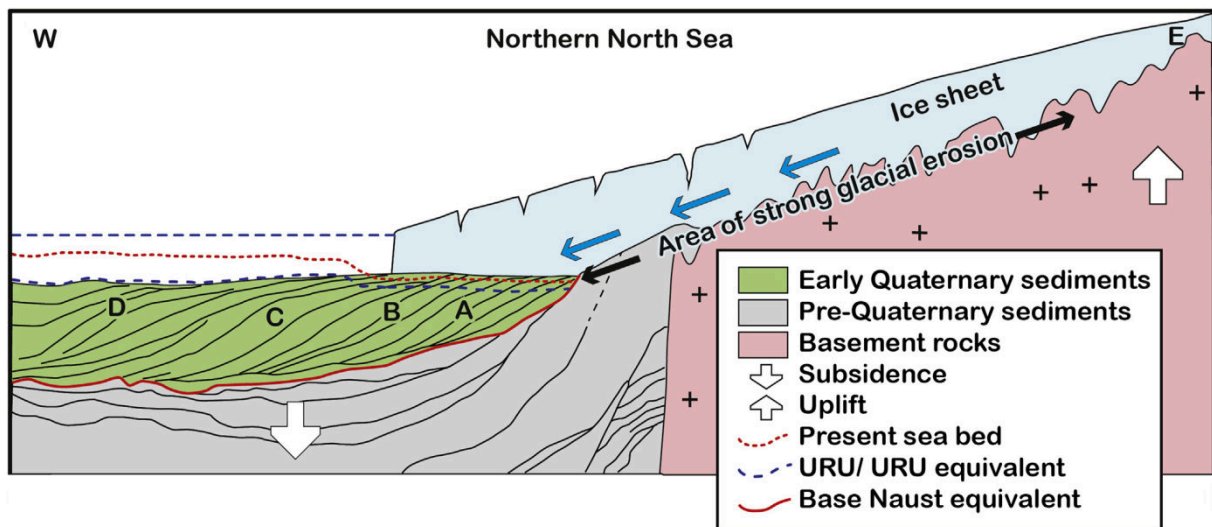 W
Northern North Sea
E
Ice sheet
Area of strong glacial erosion
D
C
B
A
Early Quaternary sediments
Pre-Quaternary sediments
Basement rocks
Subsidence
Uplift
Present sea bed
URU/ URU equivalent
Base Naust equivalent